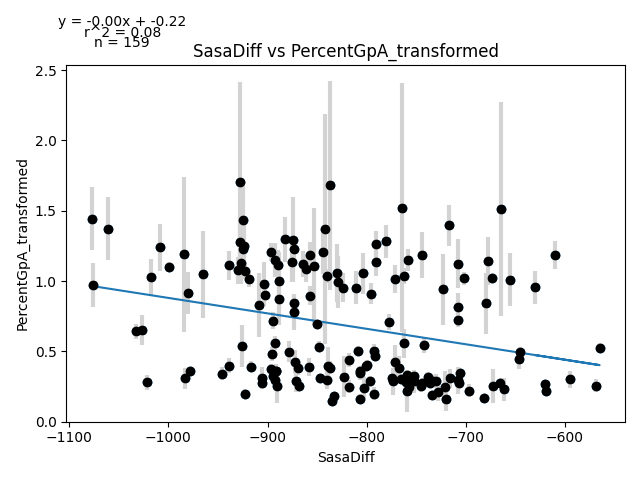 y = -0.00x + -0.22
r^2 = 0.08
n = 159
SasaDiff vs PercentGpA_transformed
PercentGpA_transformed
2.5
2.0
1.5
1.0
0.5
0.0
−1100
−1000
−900
−800
−700
−600
SasaDiff